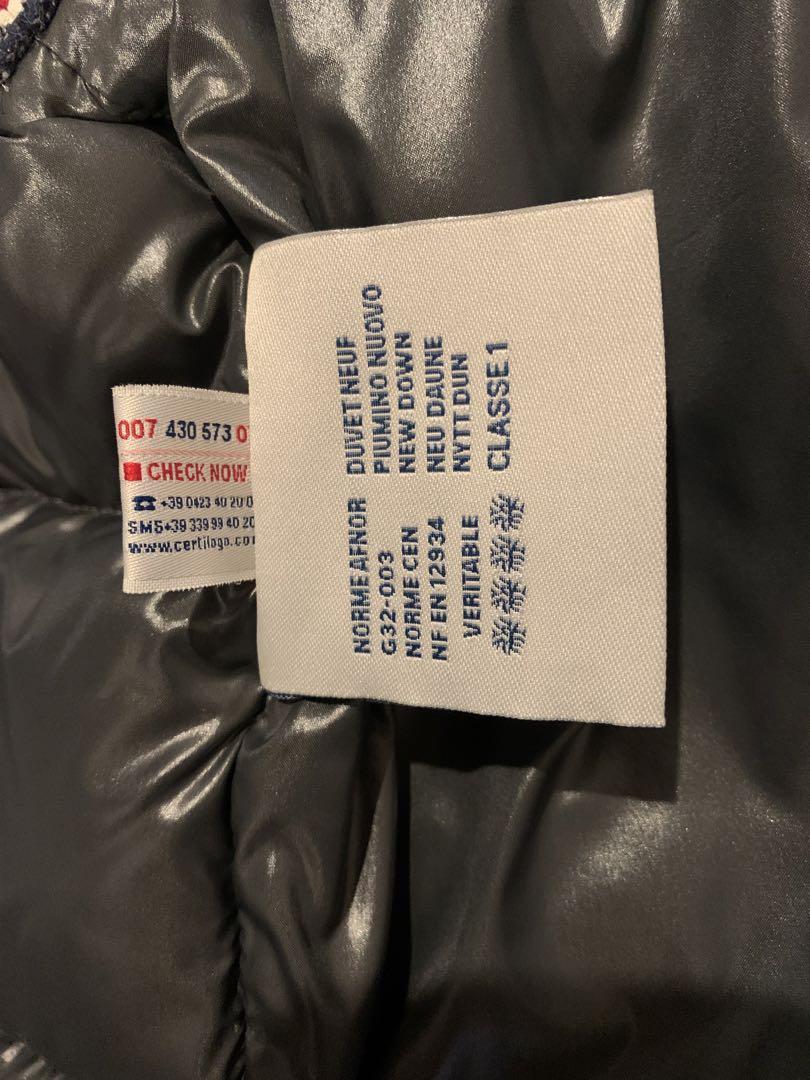 007 430 573 0
CHECK NOW
+39 0423 40 20 0
SMS+39 339 99 40 20
www.certilogo.co
NORME AFNOR DUVET NEUF
G32-003 PIUMINO NUOVO
NORME CEN NEW DOWN
NF EN 12934 NEU DAUNE
VERITABLE NYTT DUN
CLASSE 1